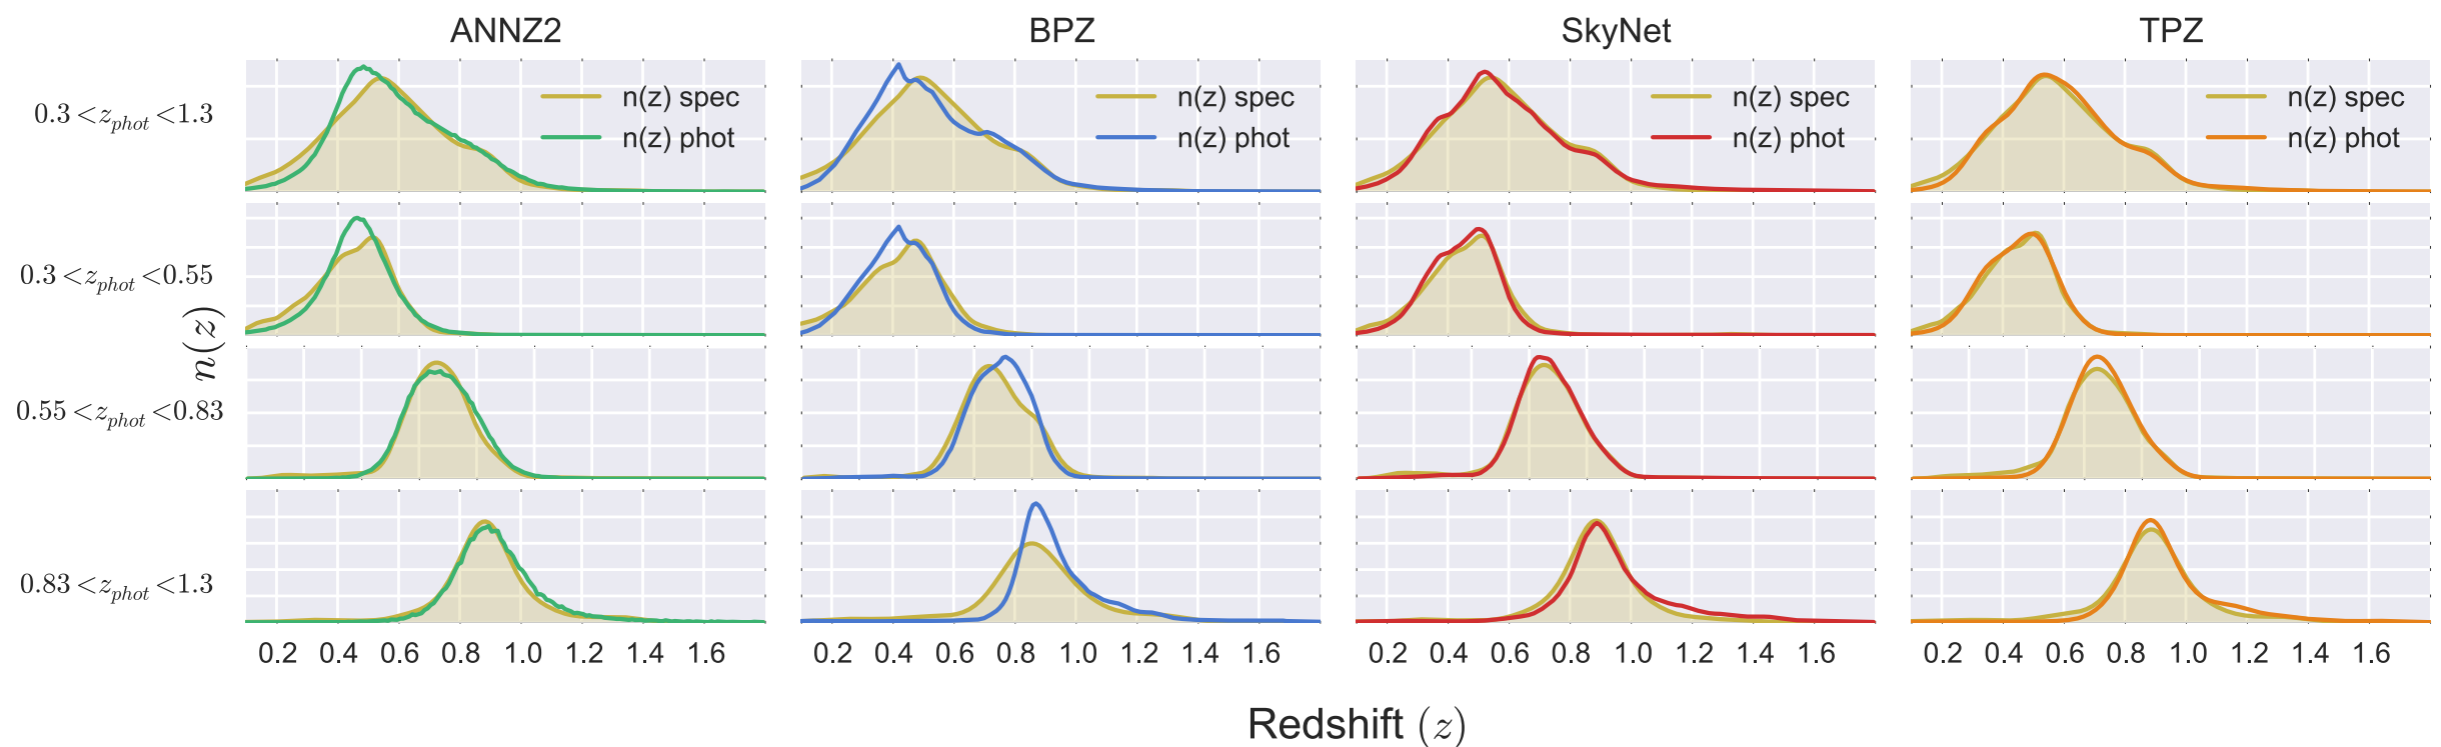 ANNZ2 BPZ SkyNet TPZ
0.3 < z_phot < 1.3
n(z) spec n(z) spec n(z) spec n(z) spec
n(z) phot n(z) phot n(z) phot n(z) phot
0.3 < z_phot < 0.55
n(z)
0.55 < z_phot < 0.83
0.83 < z_phot < 1.3
0.2 0.4 0.6 0.8 1.0 1.2 1.4 1.6 0.2 0.4 0.6 0.8 1.0 1.2 1.4 1.6 0.2 0.4 0.6 0.8 1.0 1.2 1.4 1.6 0.2 0.4 0.6 0.8 1.0 1.2 1.4 1.6
Redshift (z)